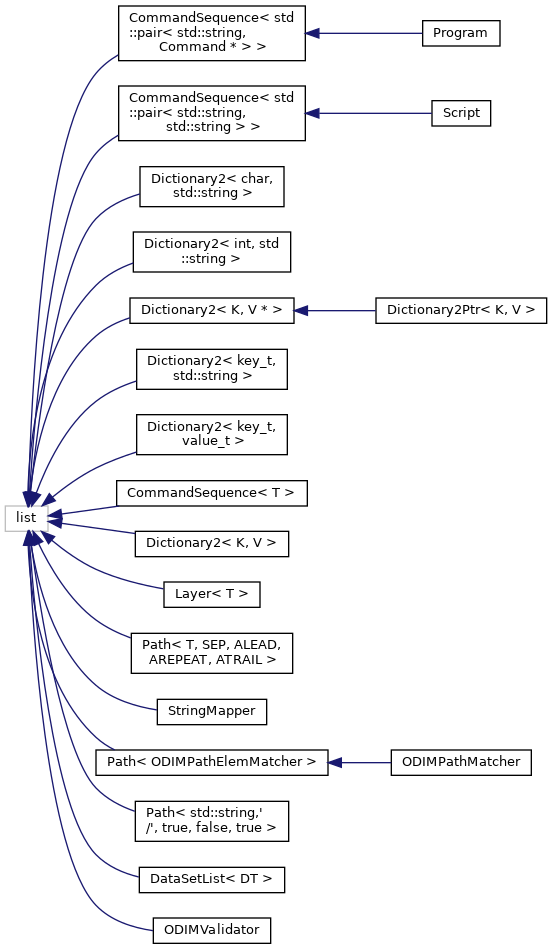 CommandSequence< std
::pair< std::string,
Command * > >
Program
CommandSequence< std
::pair< std::string,
std::string > >
Script
Dictionary2< char,
std::string >
Dictionary2< int, std
::string >
Dictionary2< K, V * >
Dictionary2Ptr< K, V >
Dictionary2< key_t,
std::string >
Dictionary2< key_t,
value_t >
CommandSequence< T >
list
Dictionary2< K, V >
Layer< T >
Path< T, SEP, ALEAD,
AREPEAT, ATRAIL >
StringMapper
Path< ODIMPathElemMatcher >
ODIMPathMatcher
Path< std::string,'
/', true, false, true >
DataSetList< DT >
ODIMValidator